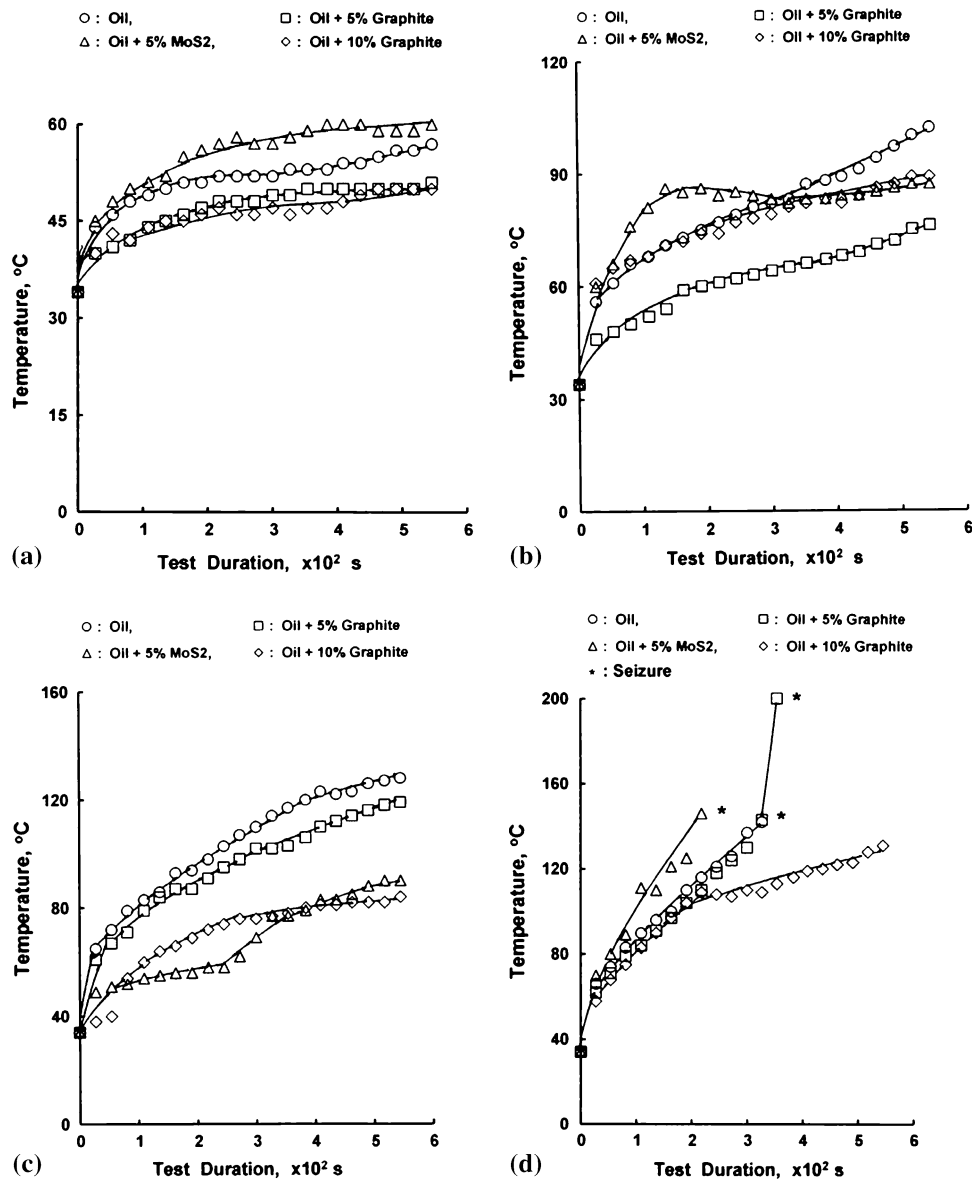 ○ : Oil, □ : Oil + 5% Graphite
△ : Oil + 5% MoS2, ◇ : Oil + 10% Graphite
60
45
30
15
0
Temperature, ºC
0 1 2 3 4 5 6
(a) Test Duration, x10² s
○ : Oil, □ : Oil + 5% Graphite
△ : Oil + 5% MoS2, ◇ : Oil + 10% Graphite
120
90
60
30
0
Temperature, ºC
0 1 2 3 4 5 6
(b) Test Duration, x10² s
○ : Oil, □ : Oil + 5% Graphite
△ : Oil + 5% MoS2, ◇ : Oil + 10% Graphite
160
120
80
40
0
Temperature, ºC
0 1 2 3 4 5 6
(c) Test Duration, x10² s
○ : Oil, □ : Oil + 5% Graphite
△ : Oil + 5% MoS2, ◇ : Oil + 10% Graphite
* : Seizure
200
160
120
80
40
0
Temperature, ºC
0 1 2 3 4 5 6
(d) Test Duration, x10² s